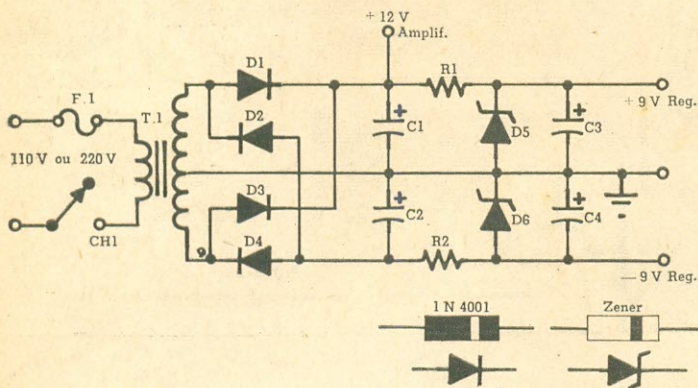 + 12 V
Amplif.
D1
R1
F.1
T.1
+ 9 V Reg.
D2
+
C1
D5
+
C3
110 V ou 220 V
D3
+
C2
D6
+
C4
CH1
D4
R2
— 9 V Reg.
1 N 4001
Zener